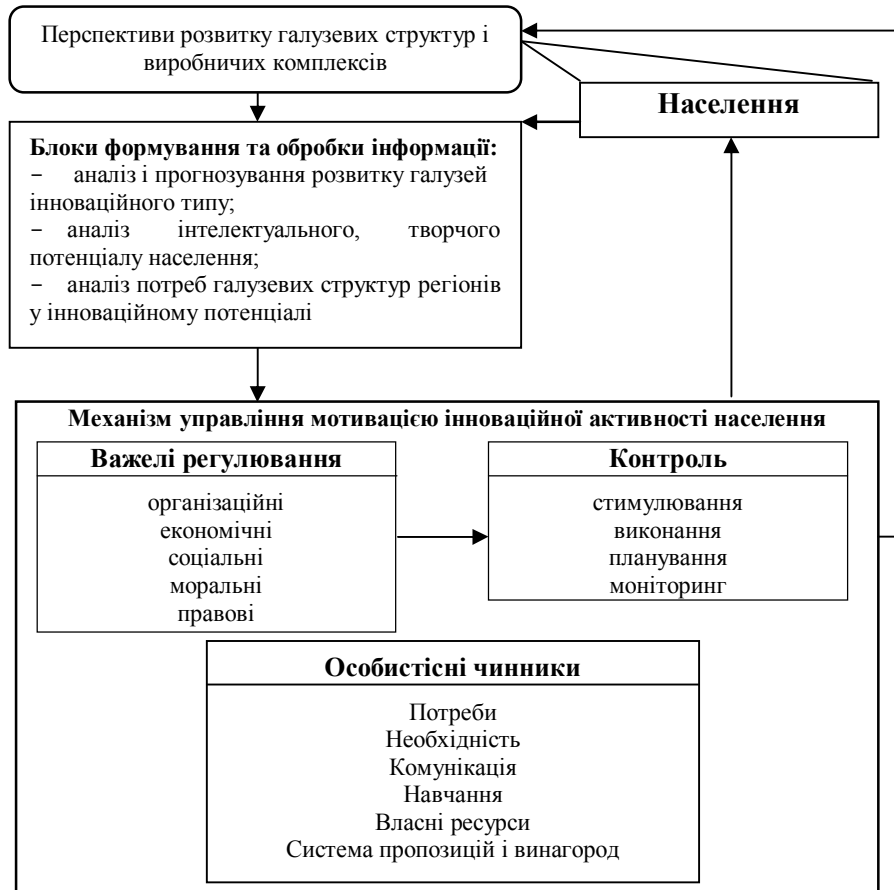 Перспективи розвитку галузевих структур і
виробничих комплексів
Населення
Блоки формування та обробки інформації:
− аналіз і прогнозування розвитку галузей
інноваційного типу;
− аналіз інтелектуального, творчого
потенціалу населення;
− аналіз потреб галузевих структур регіонів
у інноваційному потенціалі
Механізм управління мотивацією інноваційної активності населення
Важелі регулювання
організаційні
економічні
соціальні
моральні
правові
Контроль
стимулювання
виконання
планування
моніторинг
Особистісні чинники
Потреби
Необхідність
Комунікація
Навчання
Власні ресурси
Система пропозицій і винагород